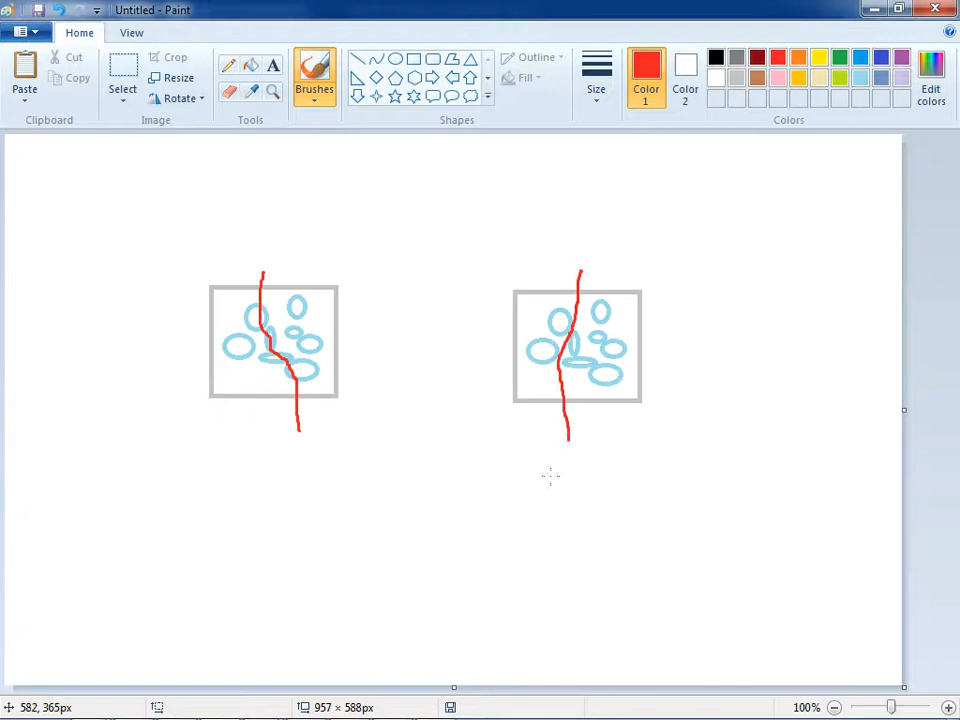 Untitled - Paint
Home View
Paste
Cut
Copy
Clipboard
Select
Crop
Resize
Rotate
Image
A
Tools
Brushes
Shapes
Outline
Fill
Size
Color 1
Color 2
Edit colors
Colors
582, 365px 957 × 588px 100%